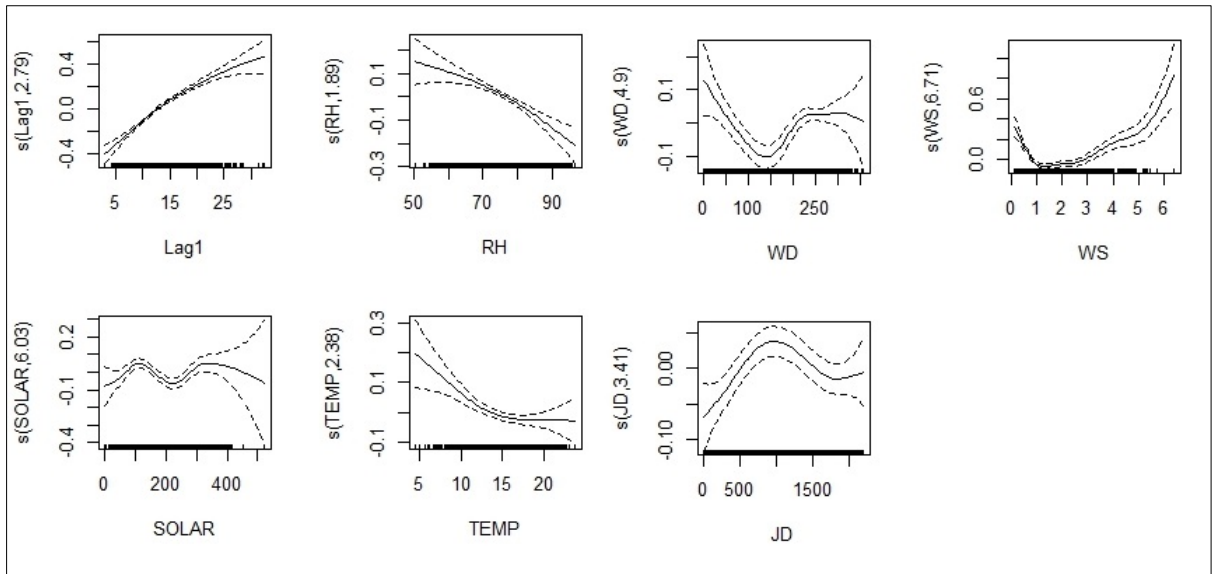 s(Lag1,2.79)
0.4
0.0
-0.4
5
15
25
Lag1
s(RH,1.89)
0.1
-0.1
-0.3
50
70
90
RH
s(WD,4.9)
0.1
-0.1
0
100
250
WD
s(WS,6.71)
0.6
0.0
0 1 2 3 4 5 6
WS
s(SOLAR,6.03)
0.2
-0.1
-0.4
0
200
400
SOLAR
s(TEMP,2.38)
0.3
0.1
-0.1
5
10
15
20
TEMP
s(JD,3.41)
0.00
-0.10
0
500
1500
JD